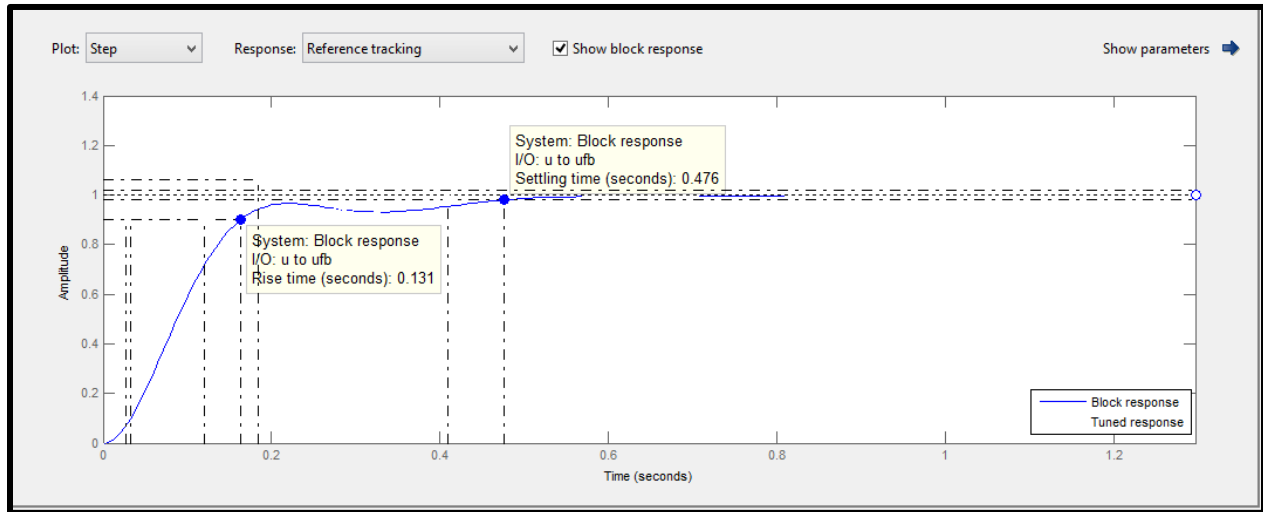 Plot: Step Response: Reference tracking Show block response Show parameters
1.4
1.2
1
0.8
0.6
0.4
0.2
0
Amplitude
System: Block response
I/O: u to ufb
Settling time (seconds): 0.476
System: Block response
I/O: u to ufb
Rise time (seconds): 0.131
Block response
Tuned response
0 0.2 0.4 0.6 0.8 1 1.2
Time (seconds)